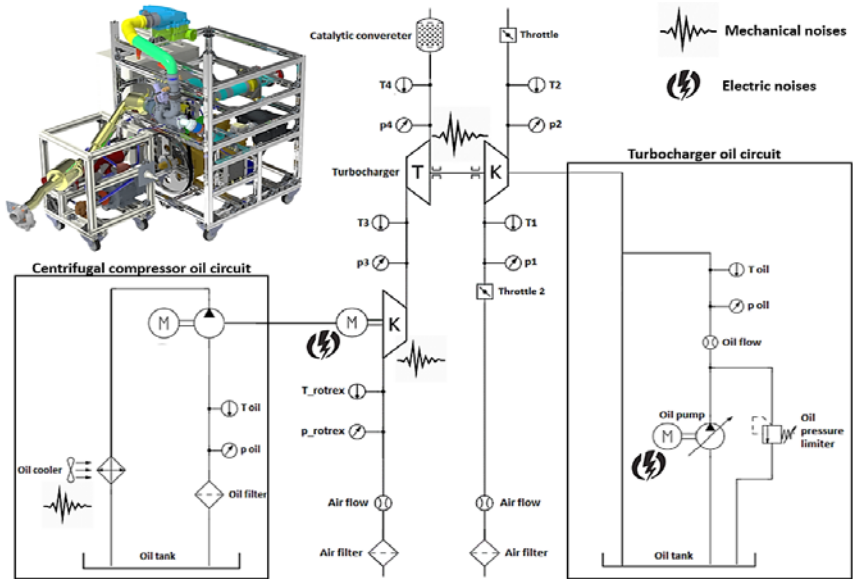 Catalytic convereter
Throttle
Mechanical noises
T4
T2
Electric noises
p4
p2
Turbocharger
T
K
Turbocharger oil circuit
T3
T1
p3
p1
Throttle 2
Centrifugal compressor oil circuit
M
M
K
T oil
p oil
Oil flow
T_rotrex
p_rotrex
T oil
p oil
Oil pump
M
Oil
pressure
limiter
Oil cooler
Oil filter
Air flow
Air flow
Air filter
Air filter
Oil tank
Oil tank